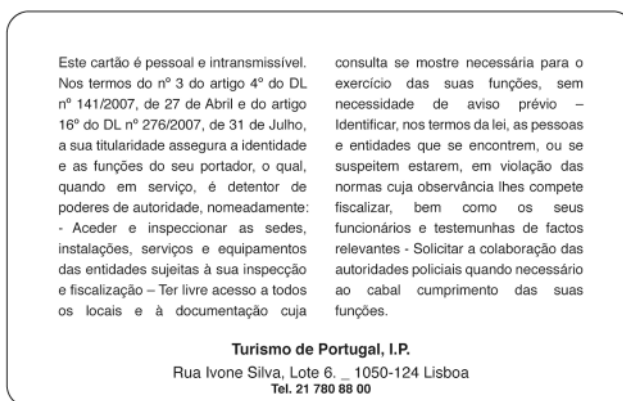 Este cartão é pessoal e intransmissível.
Nos termos do nº 3 do artigo 4º do DL
nº 141/2007, de 27 de Abril e do artigo
16º do DL nº 276/2007, de 31 de Julho,
a sua titularidade assegura a identidade
e as funções do seu portador, o qual,
quando em serviço, é detentor de
poderes de autoridade, nomeadamente:
- Aceder e inspeccionar as sedes,
instalações, serviços e equipamentos
das entidades sujeitas à sua inspecção
e fiscalização – Ter livre acesso a todos
os locais e à documentação cuja
consulta se mostre necessária para o
exercício das suas funções, sem
necessidade de aviso prévio –
Identificar, nos termos da lei, as pessoas
e entidades que se encontrem, ou se
suspeitem estarem, em violação das
normas cuja observância lhes compete
fiscalizar, bem como os seus
funcionários e testemunhas de factos
relevantes - Solicitar a colaboração das
autoridades policiais quando necessário
ao cabal cumprimento das suas
funções.
Turismo de Portugal, I.P.
Rua Ivone Silva, Lote 6. _ 1050-124 Lisboa
Tel. 21 780 88 00